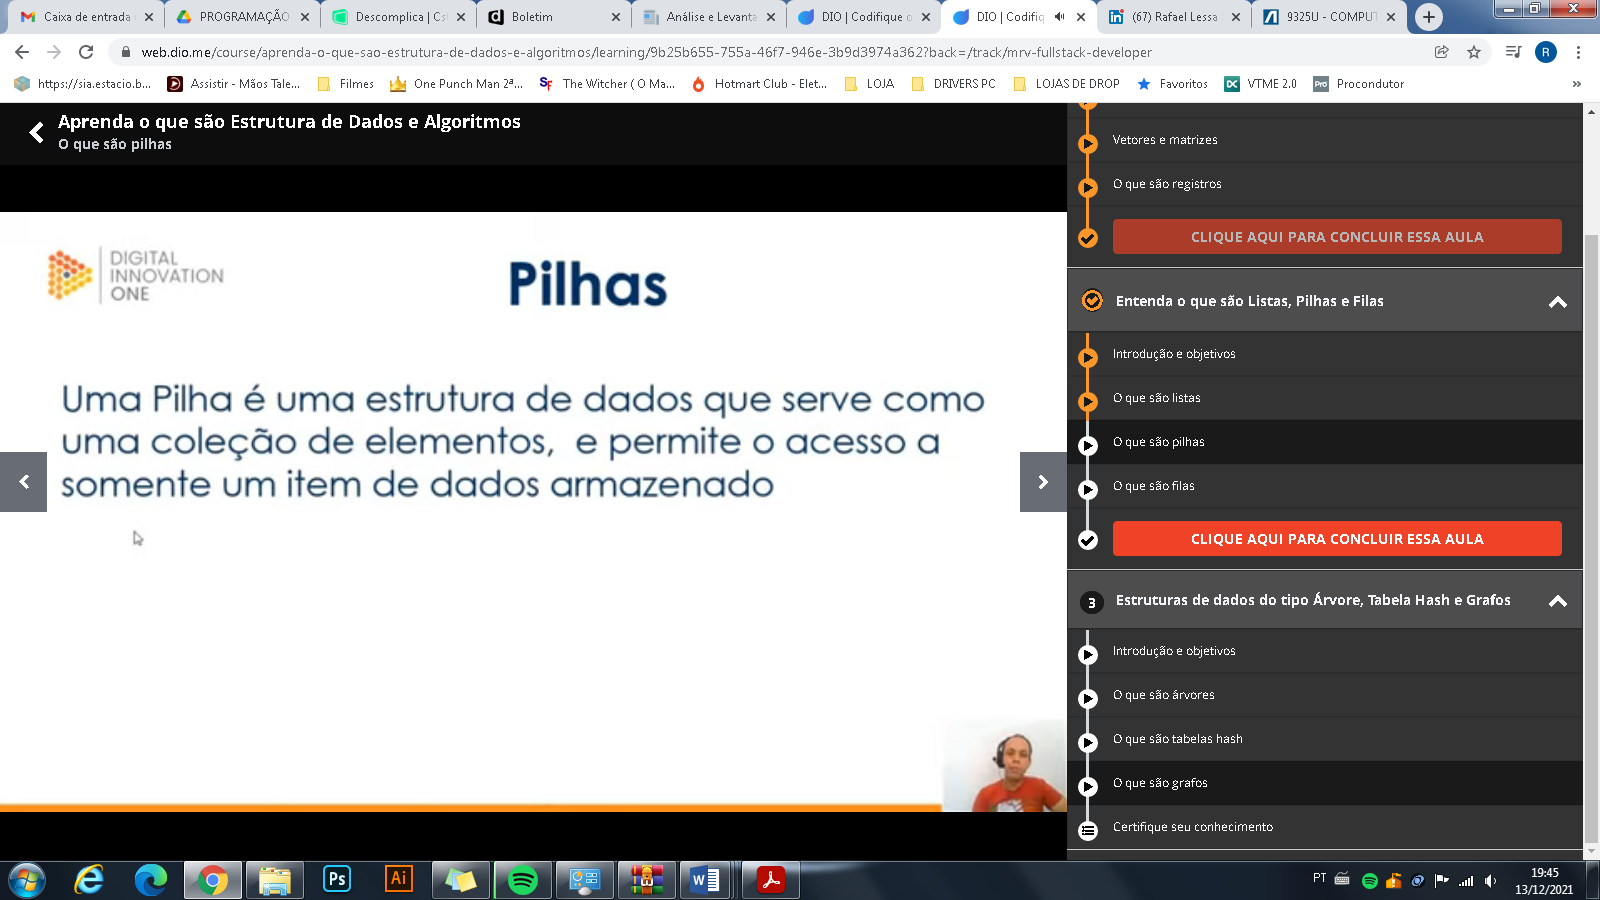 Caixa de entrada
PROGRAMAÇÃO
Descomplica | Cst
Boletim
Análise e Levanta
DIO | Codifique o
DIO | Codifiq
(67) Rafael Lessa
9325U - COMPUT
web.dio.me/course/aprenda-o-que-sao-estrutura-de-dados-e-algoritmos/learning/9b25b655-755a-46f7-946e-3b9d3974a362?back=/track/mrv-fullstack-developer
R
https://sia.estacio.b...
Assistir - Mãos Tale...
Filmes
One Punch Man 2ª...
SF
The Witcher ( O Ma...
Hotmart Club - Elet...
LOJA
DRIVERS PC
LOJAS DE DROP
Favoritos
DC
VTME 2.0
Pro
Procondutor
»
Aprenda o que são Estrutura de Dados e Algoritmos
O que são pilhas
DIGITAL
INNOVATION
ONE
Pilhas
Uma Pilha é uma estrutura de dados que serve como
uma coleção de elementos, e permite o acesso a
somente um item de dados armazenado
Vetores e matrizes
O que são registros
CLIQUE AQUI PARA CONCLUIR ESSA AULA
Entenda o que são Listas, Pilhas e Filas
Introdução e objetivos
O que são listas
O que são pilhas
O que são filas
CLIQUE AQUI PARA CONCLUIR ESSA AULA
3
Estruturas de dados do tipo Árvore, Tabela Hash e Grafos
Introdução e objetivos
O que são árvores
O que são tabelas hash
O que são grafos
Certifique seu conhecimento
Ps
Ai
W
PT
19:45
13/12/2021